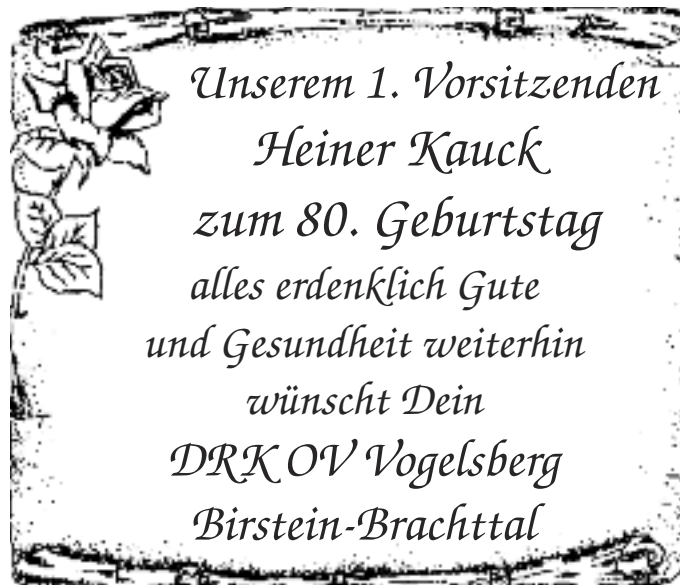 Unserem 1. Vorsitzenden
Heiner Kauck
zum 80. Geburtstag
alles erdenklich Gute
und Gesundheit weiterhin
wünscht Dein
DRK OV Vogelsberg
Birstein-Brachttal